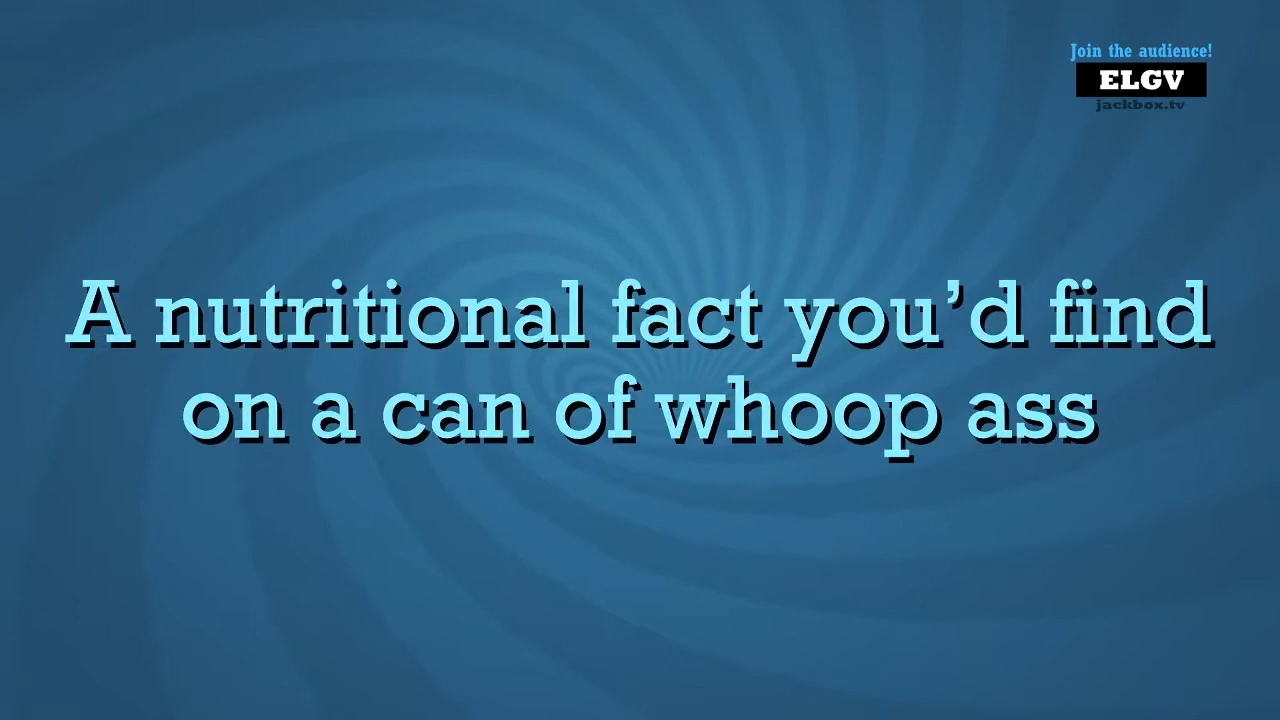 Join the audience!
ELGV
jackbox.tv
A nutritional fact you’d find
on a can of whoop ass